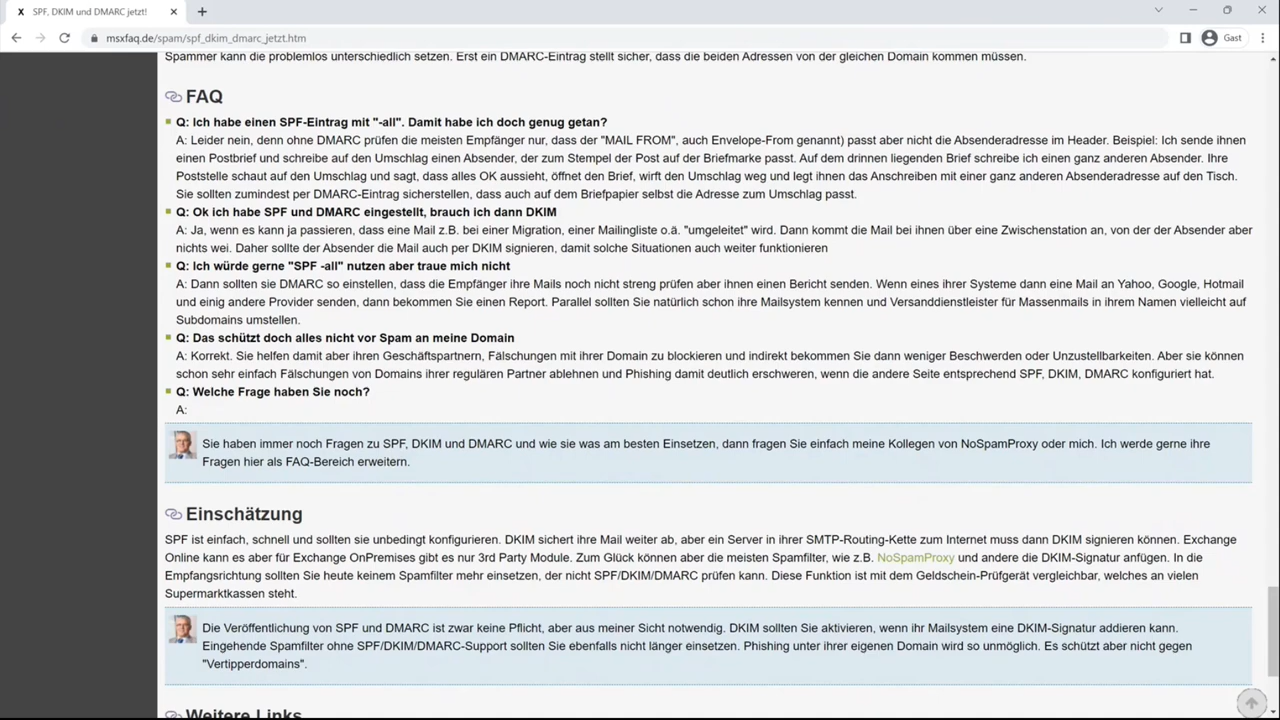 SPF, DKIM und DMARC jetzt!
msxfaq.de/spam/spf_dkim_dmarc_jetzt.htm
Gast
Spammer kann die problemlos unterschiedlich setzen. Erst ein DMARC-Eintrag stellt sicher, dass die beiden Adressen von der gleichen Domain kommen müssen.
FAQ
Q: Ich habe einen SPF-Eintrag mit "-all". Damit habe ich doch genug getan?
A: Leider nein, denn ohne DMARC prüfen die meisten Empfänger nur, dass der "MAIL FROM", auch Envelope-From genannt) passt aber nicht die Absenderadresse im Header. Beispiel: Ich sende ihnen
einen Postbrief und schreibe auf den Umschlag einen Absender, der zum Stempel der Post auf der Briefmarke passt. Auf dem drinnen liegenden Brief schreibe ich einen ganz anderen Absender. Ihre
Poststelle schaut auf den Umschlag und sagt, dass alles OK aussieht, öffnet den Brief, wirft den Umschlag weg und legt ihnen das Anschreiben mit einer ganz anderen Absenderadresse auf den Tisch.
Sie sollten zumindest per DMARC-Eintrag sicherstellen, dass auch auf dem Briefpapier selbst die Adresse zum Umschlag passt.
Q: Ok ich habe SPF und DMARC eingestellt, brauch ich dann DKIM
A: Ja, wenn es kann ja passieren, dass eine Mail z.B. bei einer Migration, einer Mailingliste o.ä. "umgeleitet" wird. Dann kommt die Mail bei ihnen über eine Zwischenstation an, von der der Absender aber
nichts wei. Daher sollte der Absender die Mail auch per DKIM signieren, damit solche Situationen auch weiter funktionieren
Q: Ich würde gerne "SPF -all" nutzen aber traue mich nicht
A: Dann sollten sie DMARC so einstellen, dass die Empfänger ihre Mails noch nicht streng prüfen aber ihnen einen Bericht senden. Wenn eines ihrer Systeme dann eine Mail an Yahoo, Google, Hotmail
und einig andere Provider senden, dann bekommen Sie einen Report. Parallel sollten Sie natürlich schon ihre Mailsystem kennen und Versanddienstleister für Massenmails in ihrem Namen vielleicht auf
Subdomains umstellen.
Q: Das schützt doch alles nicht vor Spam an meine Domain
A: Korrekt. Sie helfen damit aber ihren Geschäftspartnern, Fälschungen mit ihrer Domain zu blockieren und indirekt bekommen Sie dann weniger Beschwerden oder Unzustellbarkeiten. Aber sie können
schon sehr einfach Fälschungen von Domains ihrer regulären Partner ablehnen und Phishing damit deutlich erschweren, wenn die andere Seite entsprechend SPF, DKIM, DMARC konfiguriert hat.
Q: Welche Frage haben Sie noch?
A:
Sie haben immer noch Fragen zu SPF, DKIM und DMARC und wie sie was am besten Einsetzen, dann fragen Sie einfach meine Kollegen von NoSpamProxy oder mich. Ich werde gerne ihre
Fragen hier als FAQ-Bereich erweitern.
Einschätzung
SPF ist einfach, schnell und sollten sie unbedingt konfigurieren. DKIM sichert ihre Mail weiter ab, aber ein Server in ihrer SMTP-Routing-Kette zum Internet muss dann DKIM signieren können. Exchange
Online kann es aber für Exchange OnPremises gibt es nur 3rd Party Module. Zum Glück können aber die meisten Spamfilter, wie z.B. NoSpamProxy und andere die DKIM-Signatur anfügen. In die
Empfangsrichtung sollten Sie heute keinem Spamfilter mehr einsetzen, der nicht SPF/DKIM/DMARC prüfen kann. Diese Funktion ist mit dem Geldschein-Prüfgerät vergleichbar, welches an vielen
Supermarktkassen steht.
Die Veröffentlichung von SPF und DMARC ist zwar keine Pflicht, aber aus meiner Sicht notwendig. DKIM sollten Sie aktivieren, wenn ihr Mailsystem eine DKIM-Signatur addieren kann.
Eingehende Spamfilter ohne SPF/DKIM/DMARC-Support sollten Sie ebenfalls nicht länger einsetzen. Phishing unter ihrer eigenen Domain wird so unmöglich. Es schützt aber nicht gegen
"Vertipperdomains".
Weitere Links